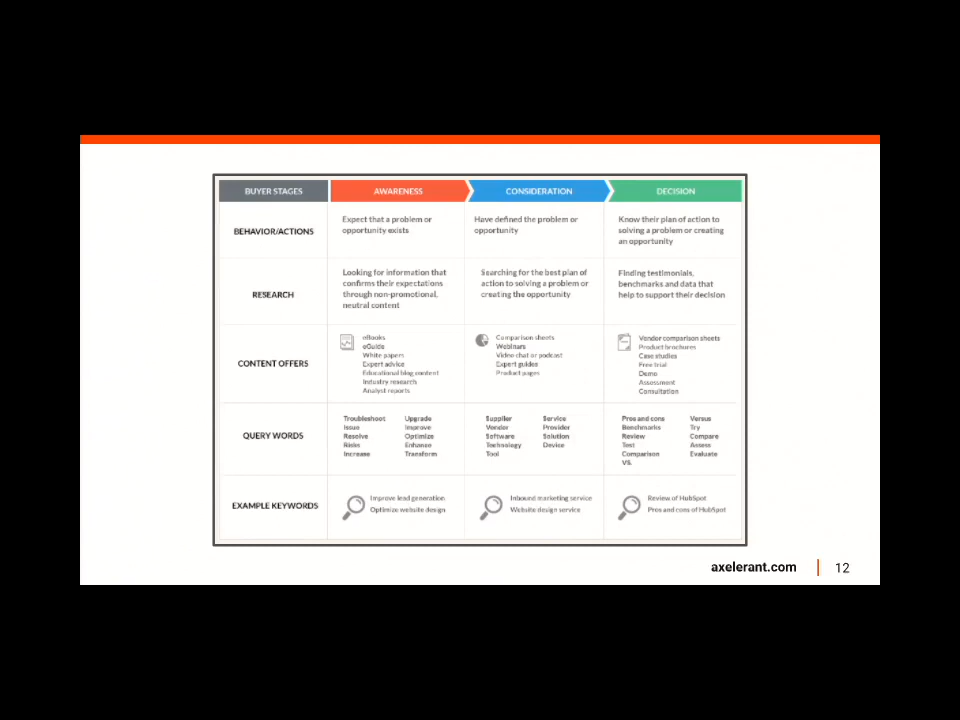 BUYER STAGES
AWARENESS
CONSIDERATION
DECISION
BEHAVIOR/ACTIONS
Expect that a problem or
opportunity exists
Have defined the problem or
opportunity
Know their plan of action to
solving a problem or creating
an opportunity
RESEARCH
Looking for information that
confirms their expectations
through non-promotional,
neutral content
Searching for the best plan of
action to solving a problem or
creating the opportunity
Finding testimonials,
benchmarks and data that
help to support their decision
CONTENT OFFERS
eBooks
eGuide
White papers
Expert advice
Educational blog content
Industry research
Analyst reports
Comparison sheets
Webinars
Video chat or podcast
Expert guides
Product pages
Vendor comparison sheets
Product brochures
Case studies
Free trial
Demo
Assessment
Consultation
QUERY WORDS
Troubleshoot
Issue
Resolve
Risks
Increase
Upgrade
Improve
Optimize
Enhance
Transform
Supplier
Vendor
Software
Technology
Tool
Service
Provider
Solution
Device
Pros and cons
Benchmarks
Review
Test
Comparison
VS.
Versus
Try
Compare
Assess
Evaluate
EXAMPLE KEYWORDS
Improve lead generation
Optimize website design
Inbound marketing service
Website design service
Review of HubSpot
Pros and cons of HubSpot
axelerant.com
12